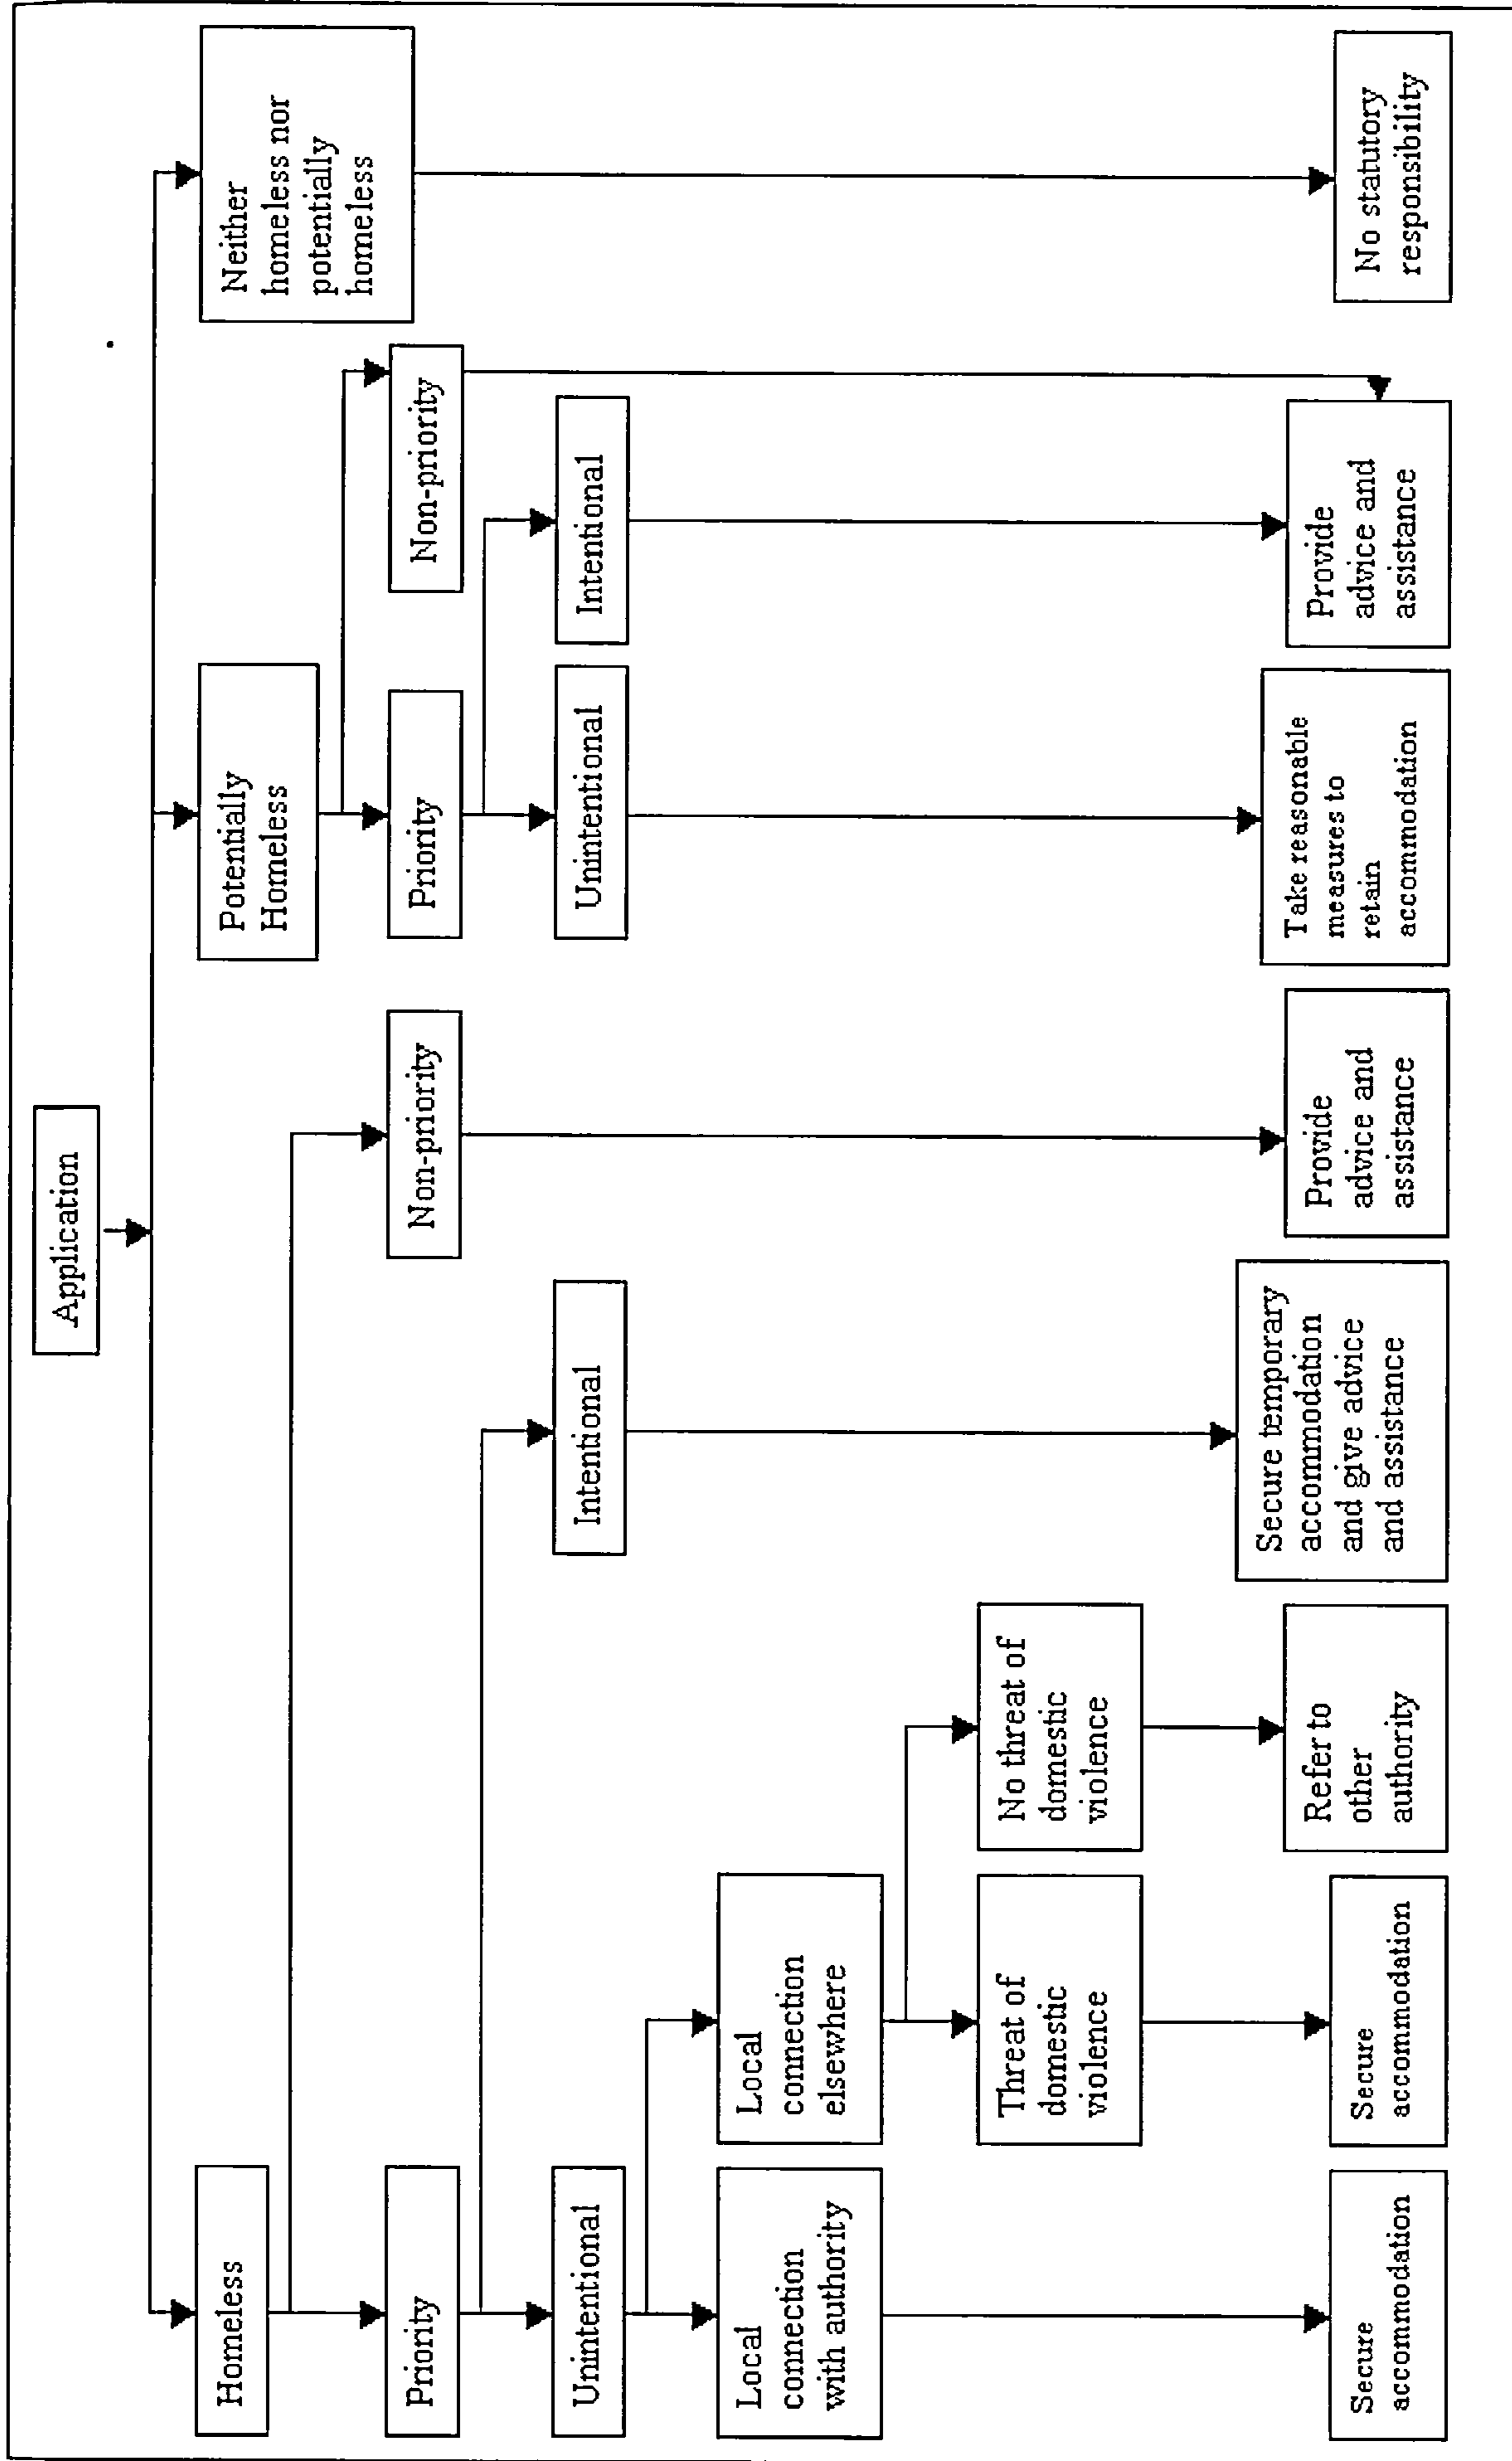 Application
Homeless
Potentially
Homeless
Neither
homeless nor
potentially
homeless
Priority
Non-priority
Priority
Non-priority
Unintentional
Intentional
Unintentional
Intentional
Local
connection
with authority
Local
connection
elsewhere
Threat of
domestic
violence
No threat of
domestic
violence
Secure
accommodation
Secure
accommodation
Refer to
other
authority
Secure temporary
accommodation
and give advice
and assistance
Provide
advice and
assistance
Take reasonable
measures to
retain
accommodation
Provide
advice and
assistance
No statutory
responsibility